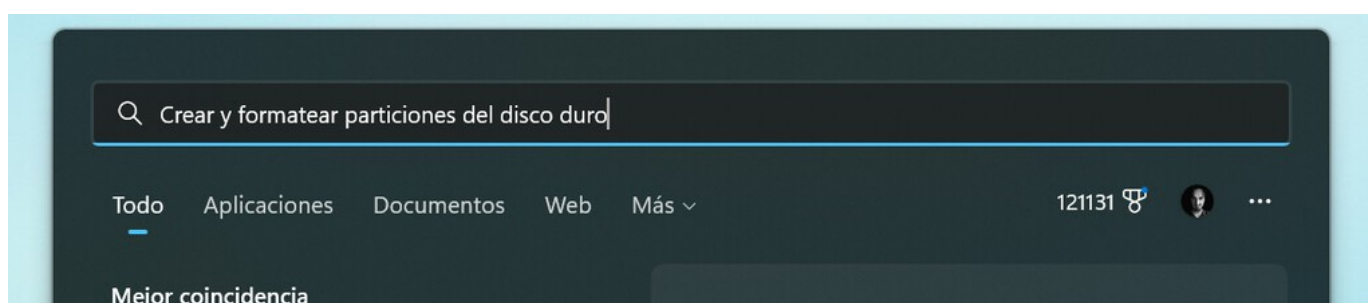 Crear y formatear particiones del disco duro
Todo Aplicaciones Documentos Web Más 121131 ...
Mejor coincidencia